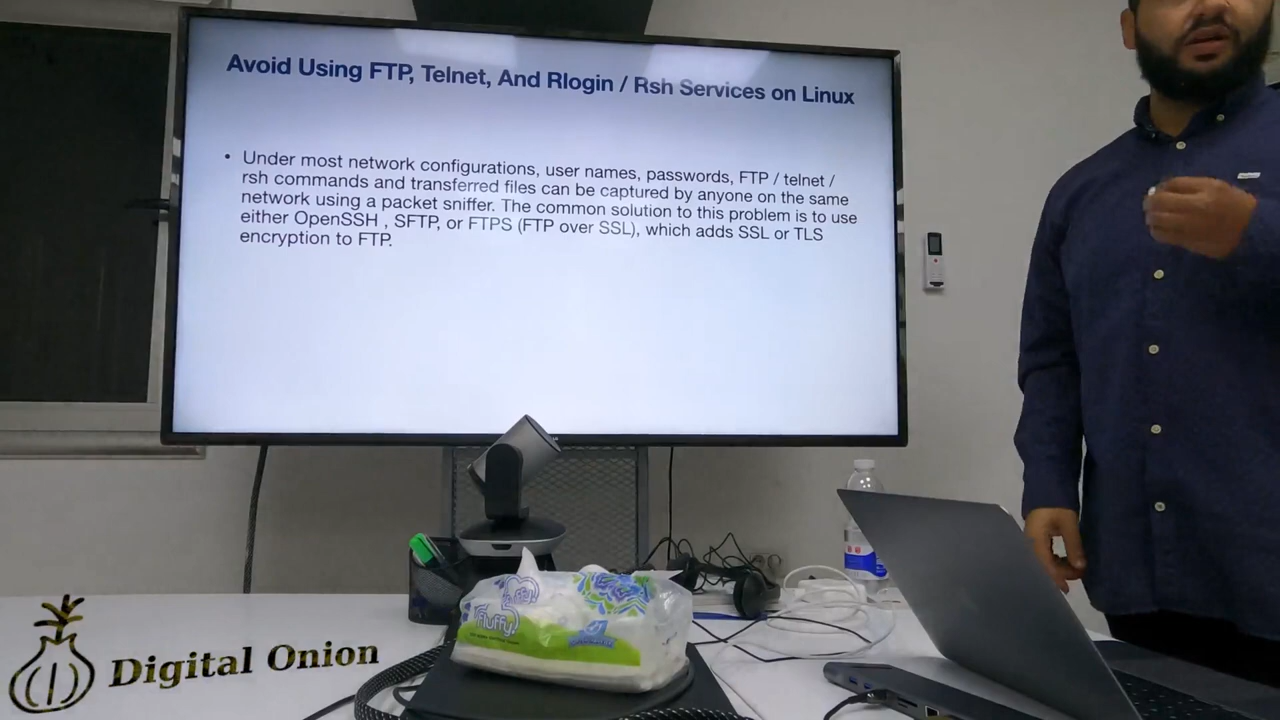 Avoid Using FTP, Telnet, And Rlogin / Rsh Services on Linux
• Under most network configurations, user names, passwords, FTP / telnet /
rsh commands and transferred files can be captured by anyone on the same
network using a packet sniffer. The common solution to this problem is to use
either OpenSSH , SFTP, or FTPS (FTP over SSL), which adds SSL or TLS
encryption to FTP.
Fluffy
Digital Onion